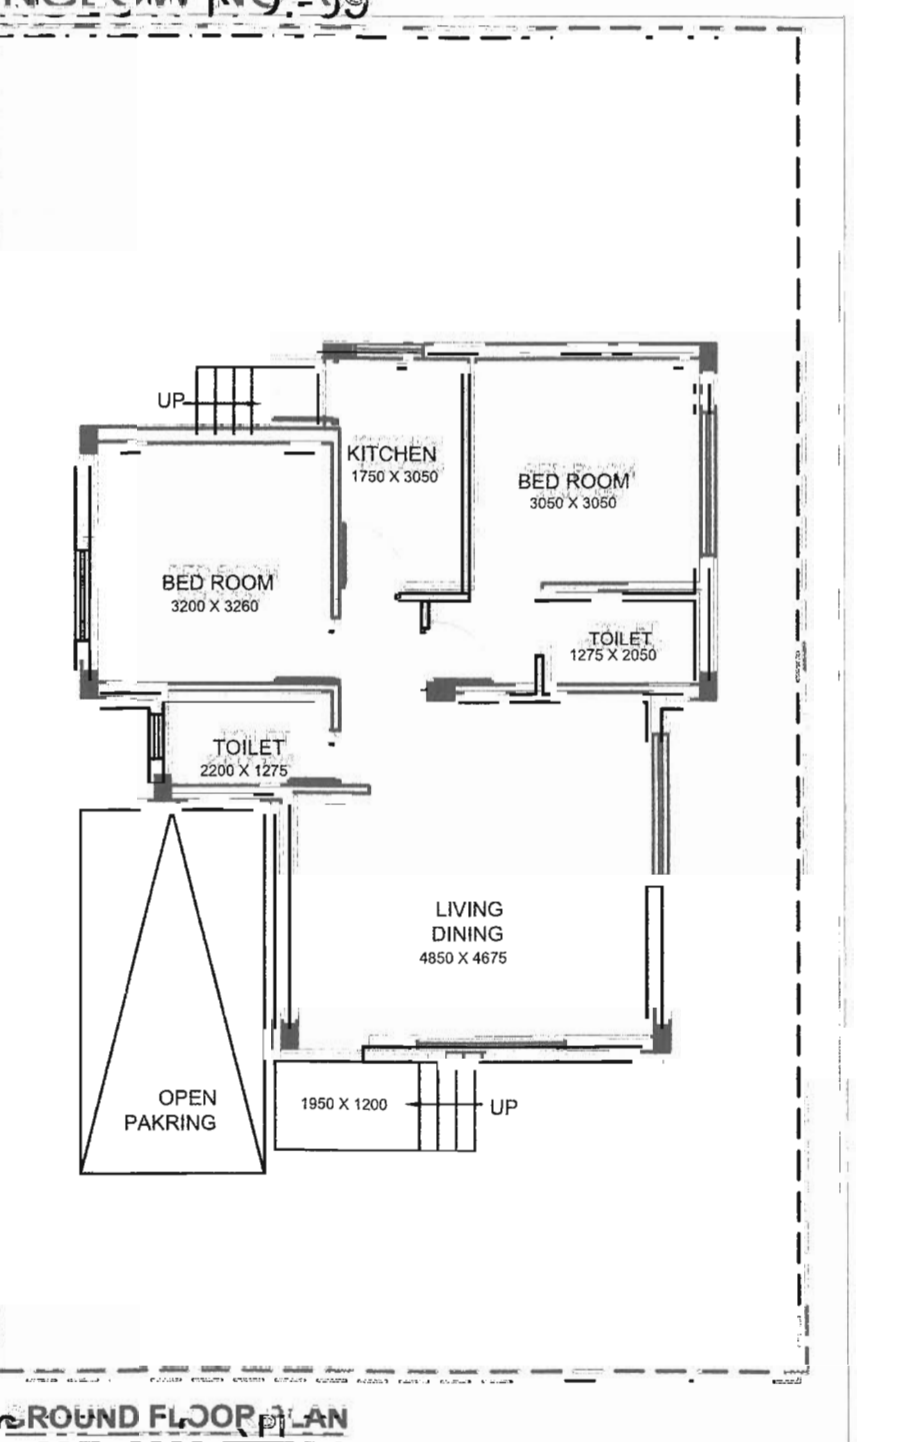 UP
KITCHEN
1750 X 3050
BED ROOM
3050 X 3050
BED ROOM
3200 X 3260
TOILET
1275 X 2050
TOILET
2200 X 1275
LIVING
DINING
4850 X 4675
OPEN
PAKRING
1950 X 1200
UP
GROUND FLOOR PLAN